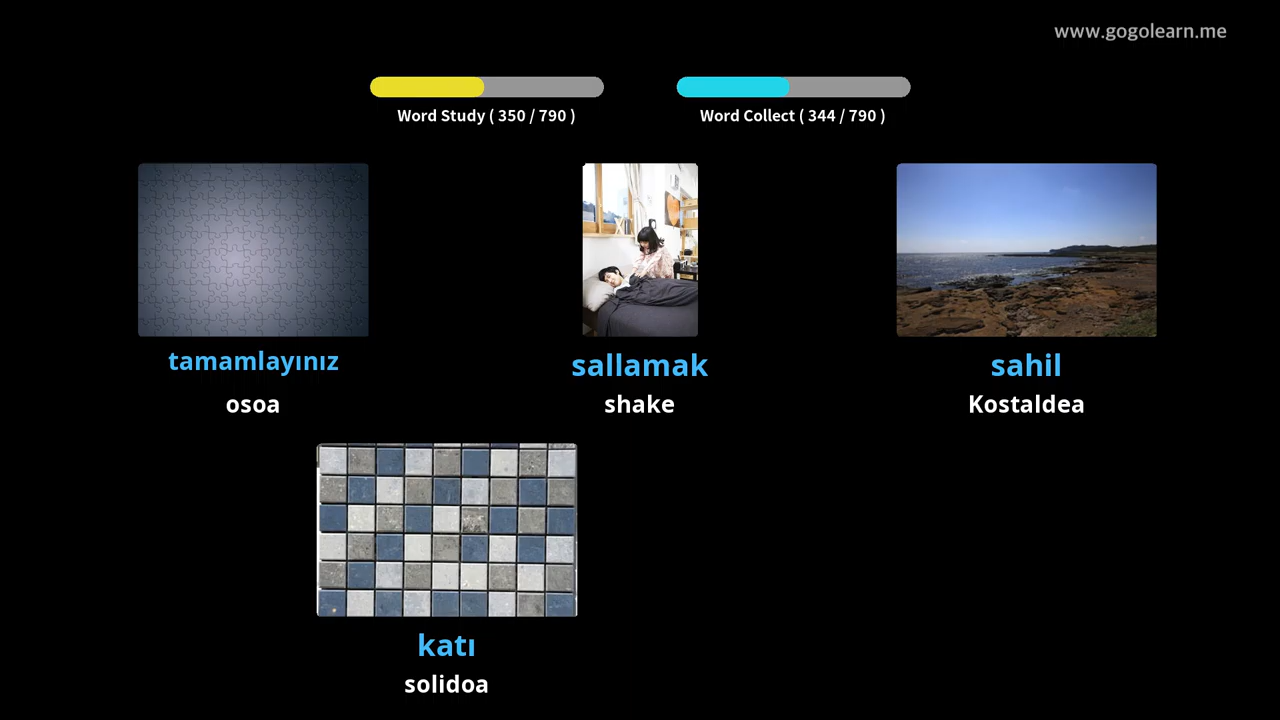 www.gogolearn.me
Word Study ( 350 / 790 )
Word Collect ( 344 / 790 )
tamamlayınız
osoa
sallamak
shake
sahil
Kostaldea
katı
solidoa